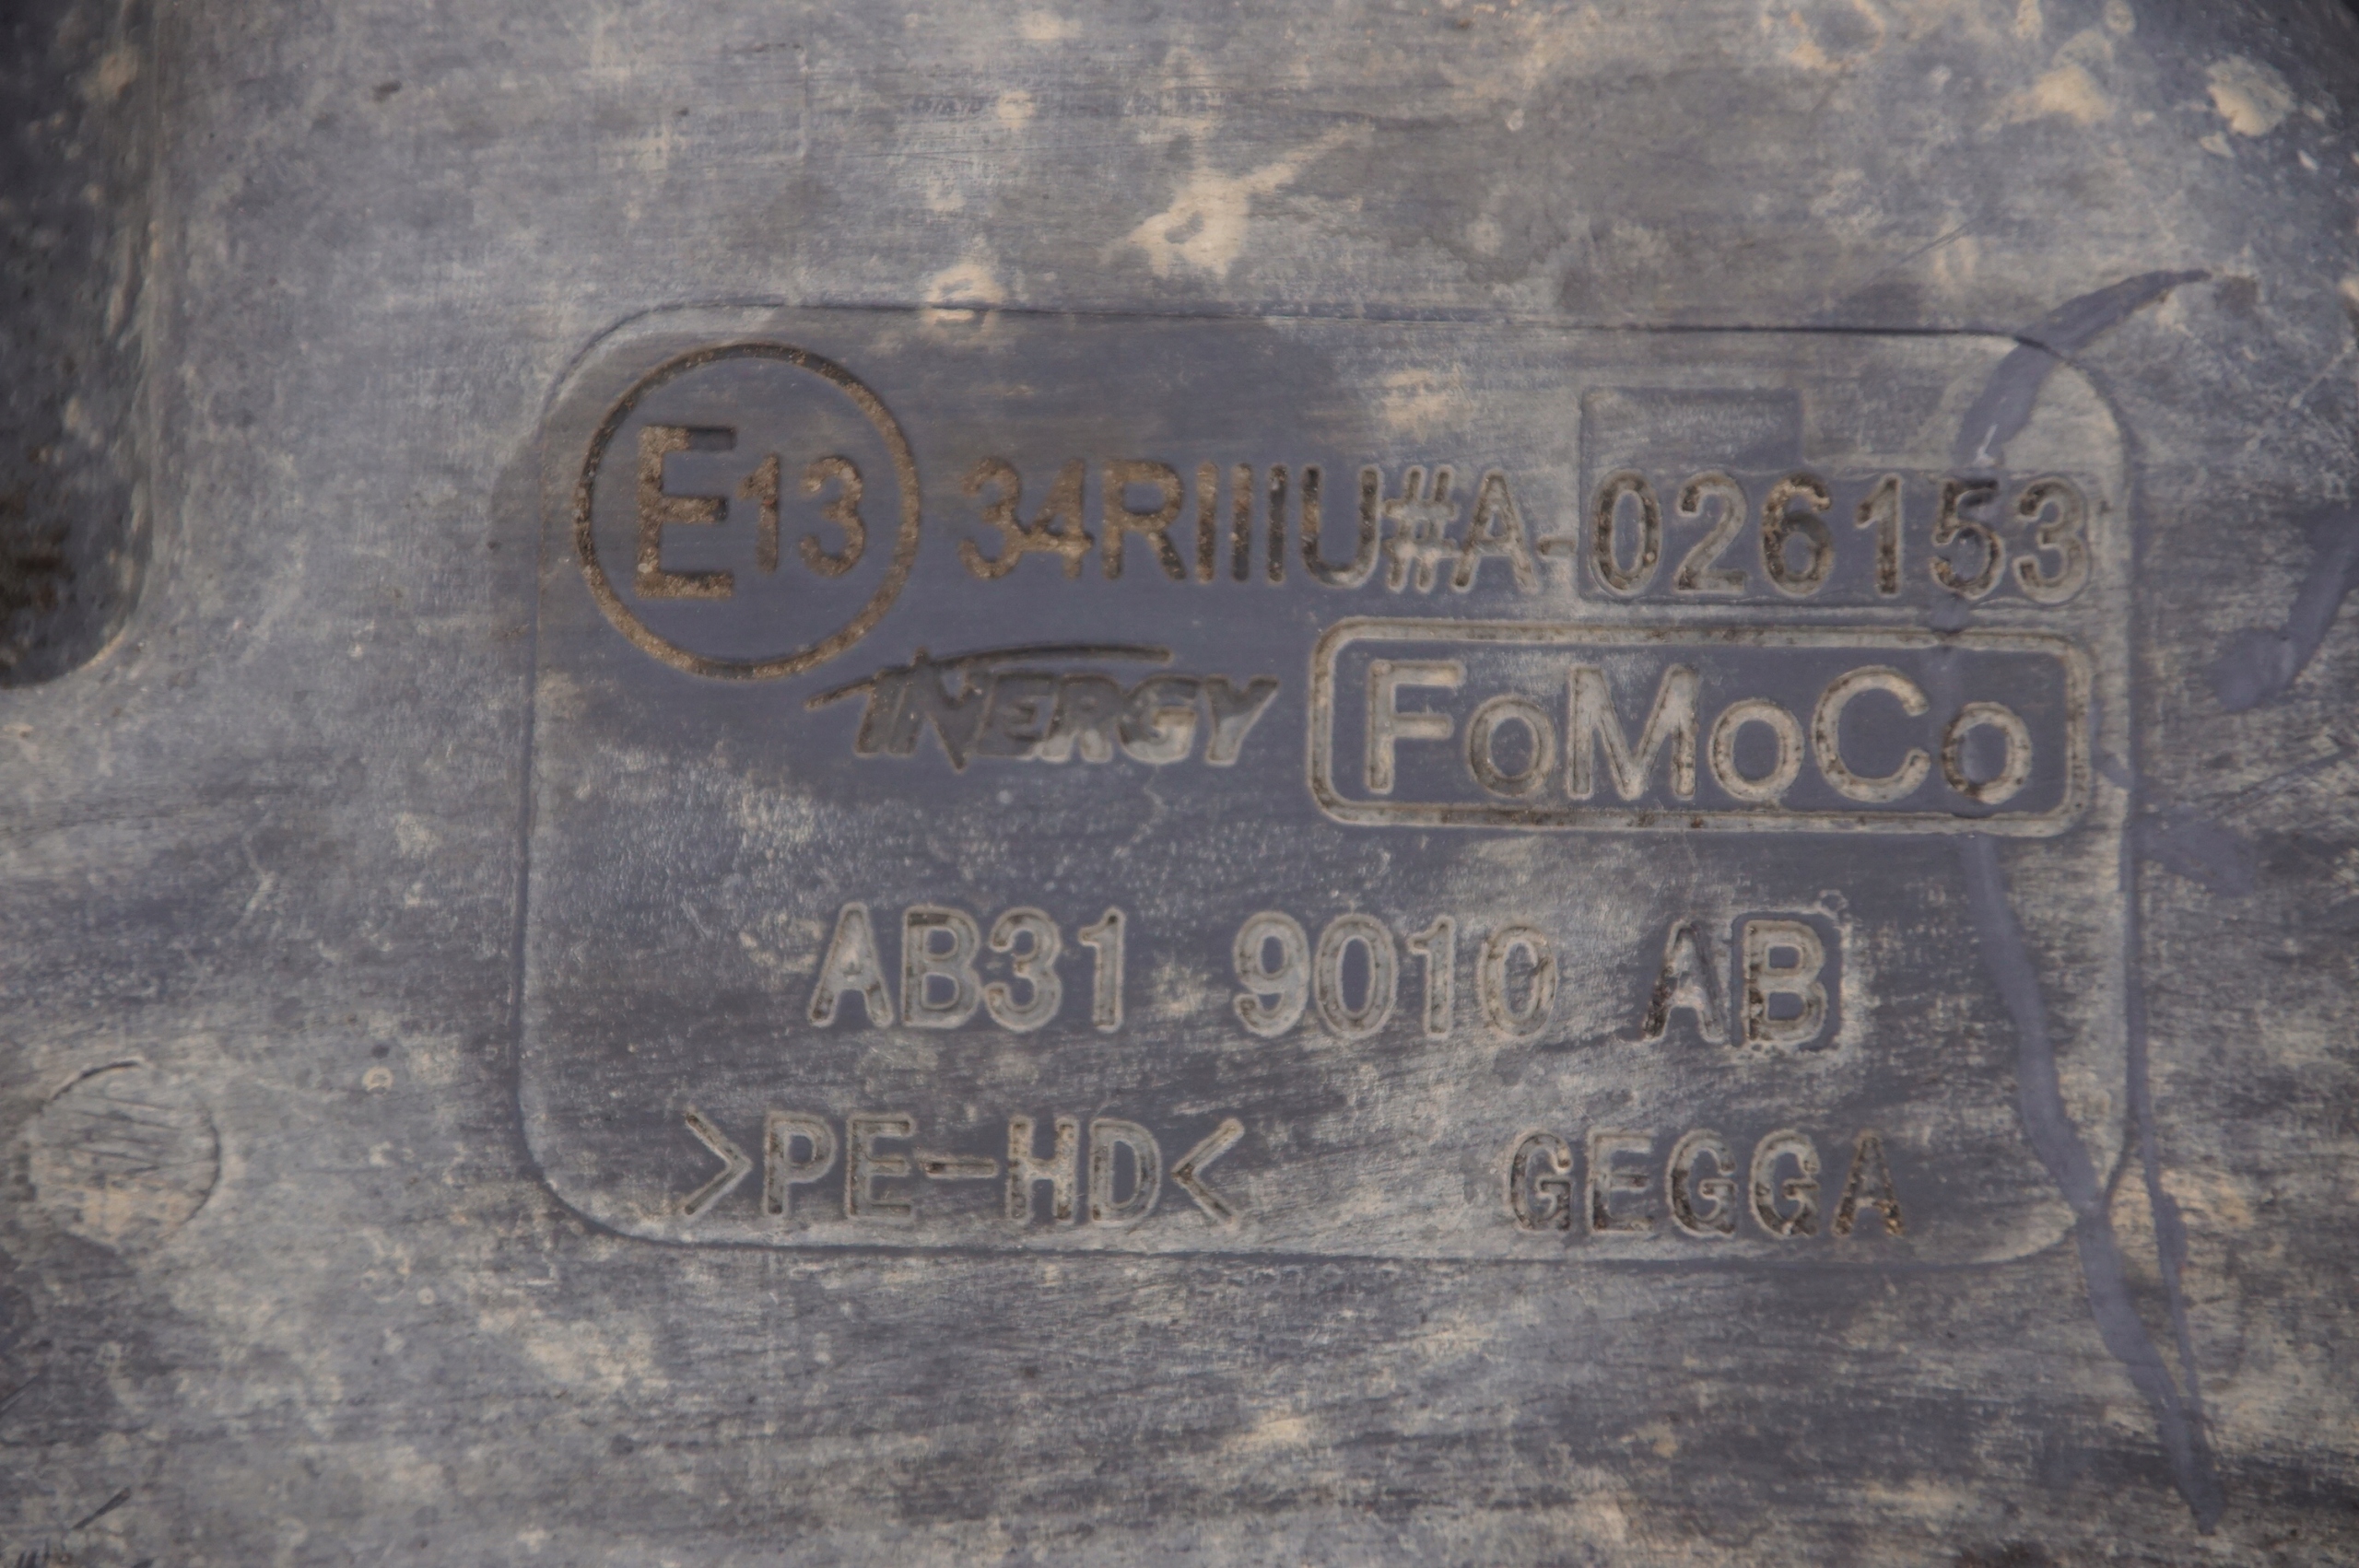 E13 34RIIIU#A-026153
INERGY FoMoCo
AB31 9010 AB
>PE-HD< GEGGA